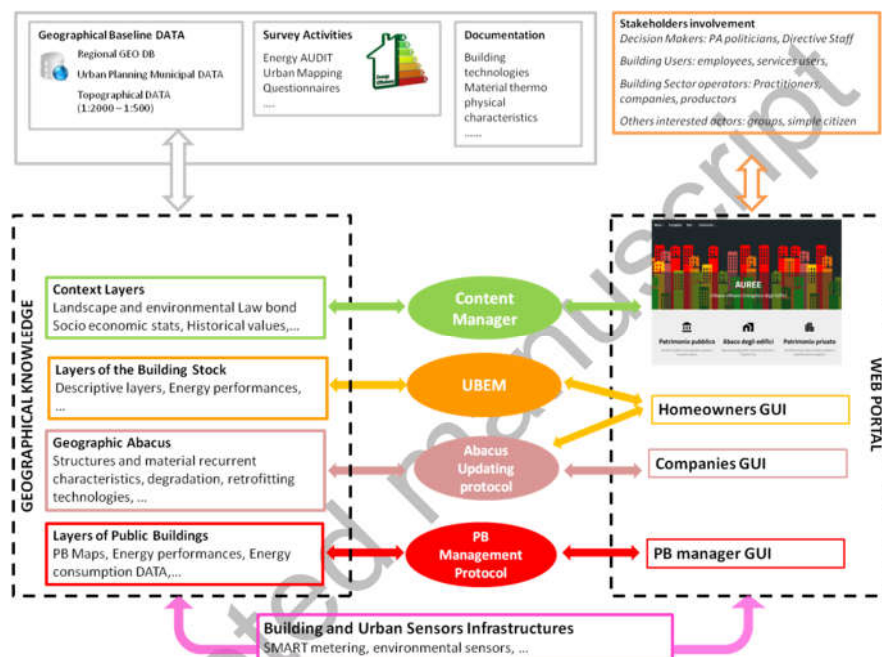 Geographical Baseline DATA
Regional GEO DB
Urban Planning Municipal DATA
Topographical DATA
(1:2000 – 1:500)
Survey Activities
Energy AUDIT
Urban Mapping
Questionnaires
....
Documentation
Building
technologies
Material thermo
physical
characteristics
......
Stakeholders involvement
Decision Makers: PA politicians, Directive Staff
Building Users: employees, services users,
Building Sector operators: Practitioners,
companies, productors
Others interested actors: groups, simple citizen
GEOGRAPHICAL KNOWLEDGE
Context Layers
Landscape and environmental Law bond
Socio economic stats, Historical values,...
Layers of the Building Stock
Descriptive layers, Energy performances,
...
Geographic Abacus
Structures and material recurrent
characteristics, degradation, retrofitting
technologies, ...
Layers of Public Buildings
PB Maps, Energy performances, Energy
consumption DATA,...
Content
Manager
UBEM
Abacus
Updating
protocol
PB
Management
Protocol
WEB PORTAL
AUREE
Patrimonio pubblico
Abaco degli edifici
Patrimonio privato
Homeowners GUI
Companies GUI
PB manager GUI
Building and Urban Sensors Infrastructures
SMART metering, environmental sensors, ...
nted manuscript